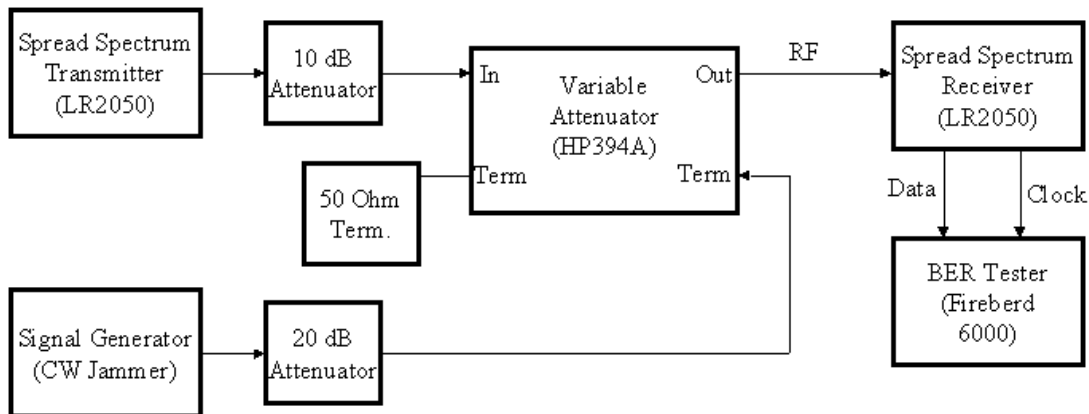 Spread Spectrum
Transmitter
(LR2050)
10 dB
Attenuator
In
Variable
Attenuator
(HP394A)
Out
Term
Term
RF
Spread Spectrum
Receiver
(LR2050)
50 Ohm
Term.
Data
Clock
Signal Generator
(CW Jammer)
20 dB
Attenuator
BER Tester
(Fireberd
6000)